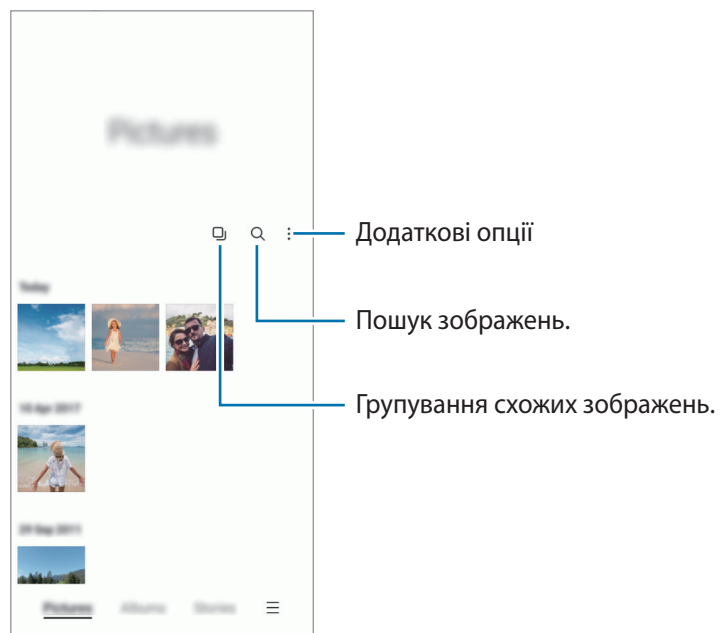 Pictures
Додаткові опції
Today
Пошук зображень.
Групування схожих зображень.
Pictures Albums Stories